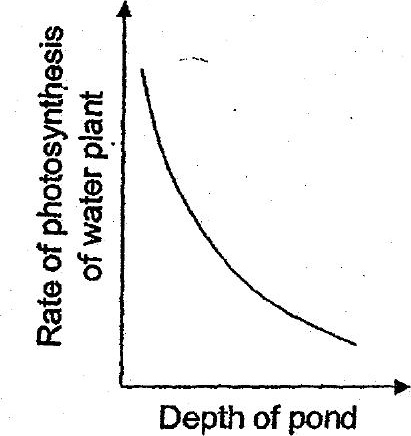 Rate of photosynthesis
of water plant
Depth of pond